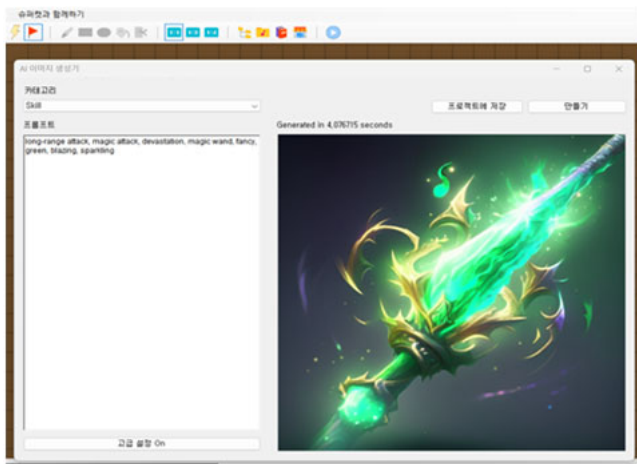 슈퍼캣과 함께하기
AI 이미지 생성기
카테고리
Skill
프로젝트에 저장
만들기
프롬프트
Generated in 4,076715 seconds
long-range attack, magic attack, devastation, magic wand, fancy,
green, blazing, sparkling
고급 설정 On